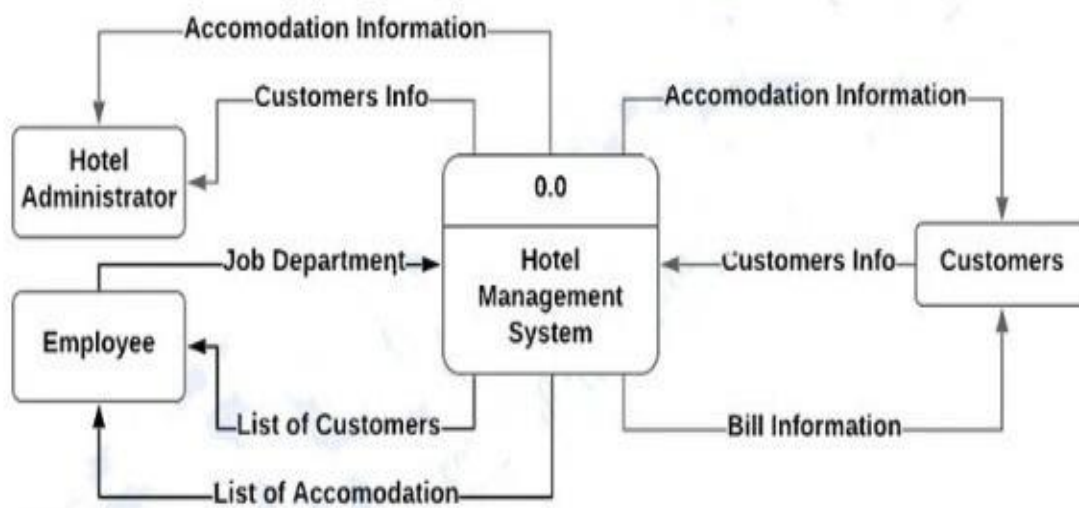 Accomodation Information
Customers Info
Accomodation Information
Hotel
Administrator
0.0
Job Department
Hotel
Management
System
Customers Info
Customers
Employee
List of Customers
Bill Information
List of Accomodation